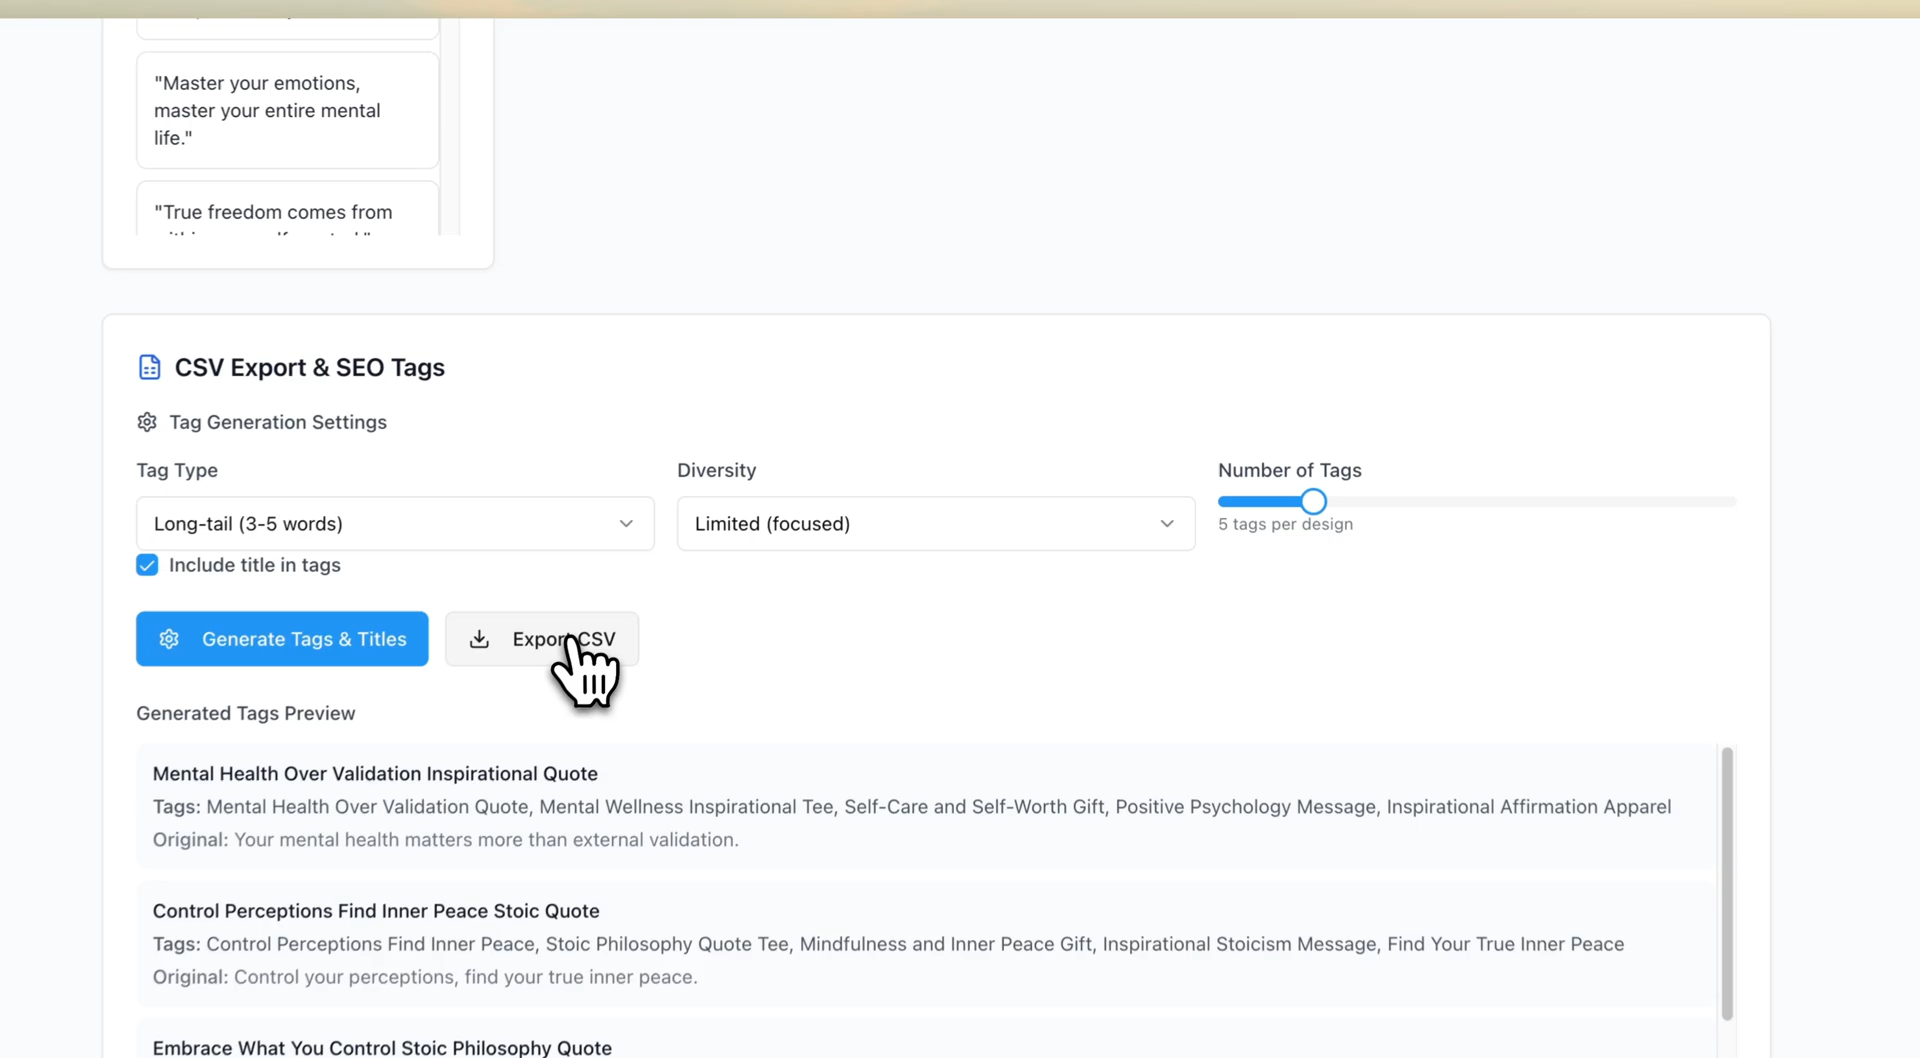 "Master your emotions,
master your entire mental
life."
"True freedom comes from
CSV Export & SEO Tags
Tag Generation Settings
Tag Type
Diversity
Number of Tags
Long-tail (3-5 words)
Limited (focused)
5 tags per design
Include title in tags
Generate Tags & Titles
Export CSV
Generated Tags Preview
Mental Health Over Validation Inspirational Quote
Tags: Mental Health Over Validation Quote, Mental Wellness Inspirational Tee, Self-Care and Self-Worth Gift, Positive Psychology Message, Inspirational Affirmation Apparel
Original: Your mental health matters more than external validation.
Control Perceptions Find Inner Peace Stoic Quote
Tags: Control Perceptions Find Inner Peace, Stoic Philosophy Quote Tee, Mindfulness and Inner Peace Gift, Inspirational Stoicism Message, Find Your True Inner Peace
Original: Control your perceptions, find your true inner peace.
Embrace What You Control Stoic Philosophy Quote